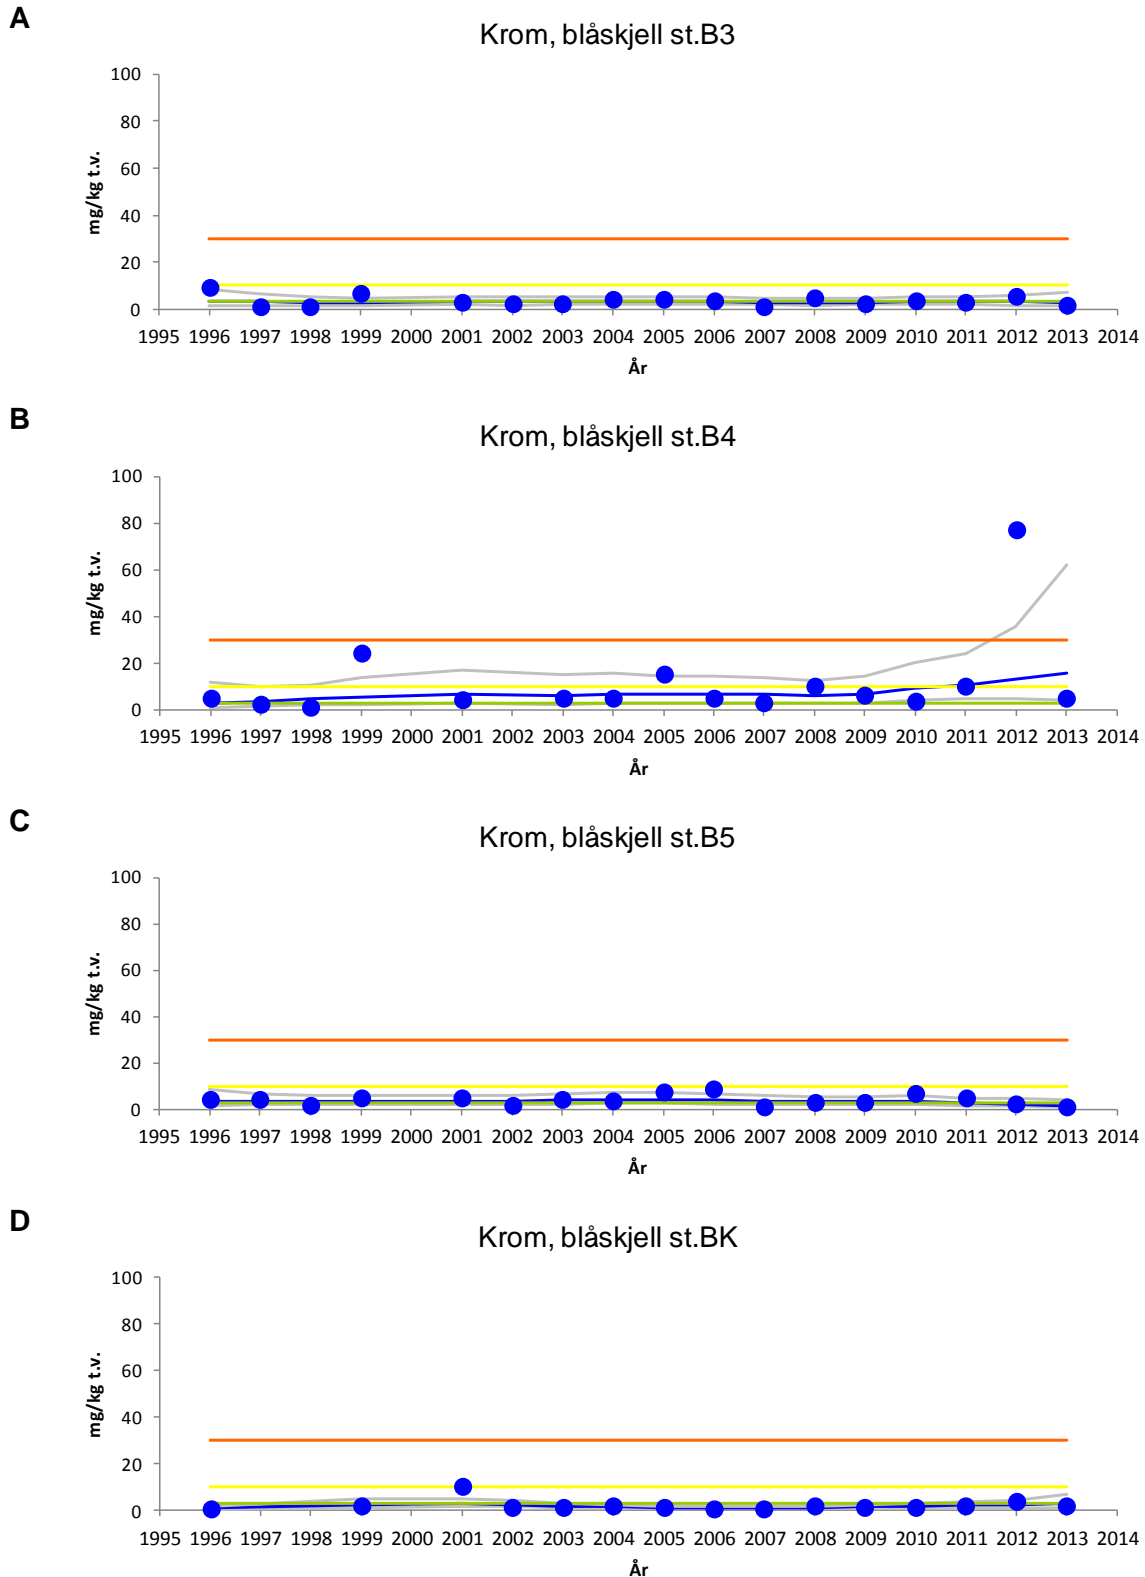 A
Krom, blåskjell st.B3
100
80
60
40
20
0
mg/kg t.v.
1995 1996 1997 1998 1999 2000 2001 2002 2003 2004 2005 2006 2007 2008 2009 2010 2011 2012 2013 2014
År
B
Krom, blåskjell st.B4
100
80
60
40
20
0
mg/kg t.v.
1995 1996 1997 1998 1999 2000 2001 2002 2003 2004 2005 2006 2007 2008 2009 2010 2011 2012 2013 2014
År
C
Krom, blåskjell st.B5
100
80
60
40
20
0
mg/kg t.v.
1995 1996 1997 1998 1999 2000 2001 2002 2003 2004 2005 2006 2007 2008 2009 2010 2011 2012 2013 2014
År
D
Krom, blåskjell st.BK
100
80
60
40
20
0
mg/kg t.v.
1995 1996 1997 1998 1999 2000 2001 2002 2003 2004 2005 2006 2007 2008 2009 2010 2011 2012 2013 2014
År